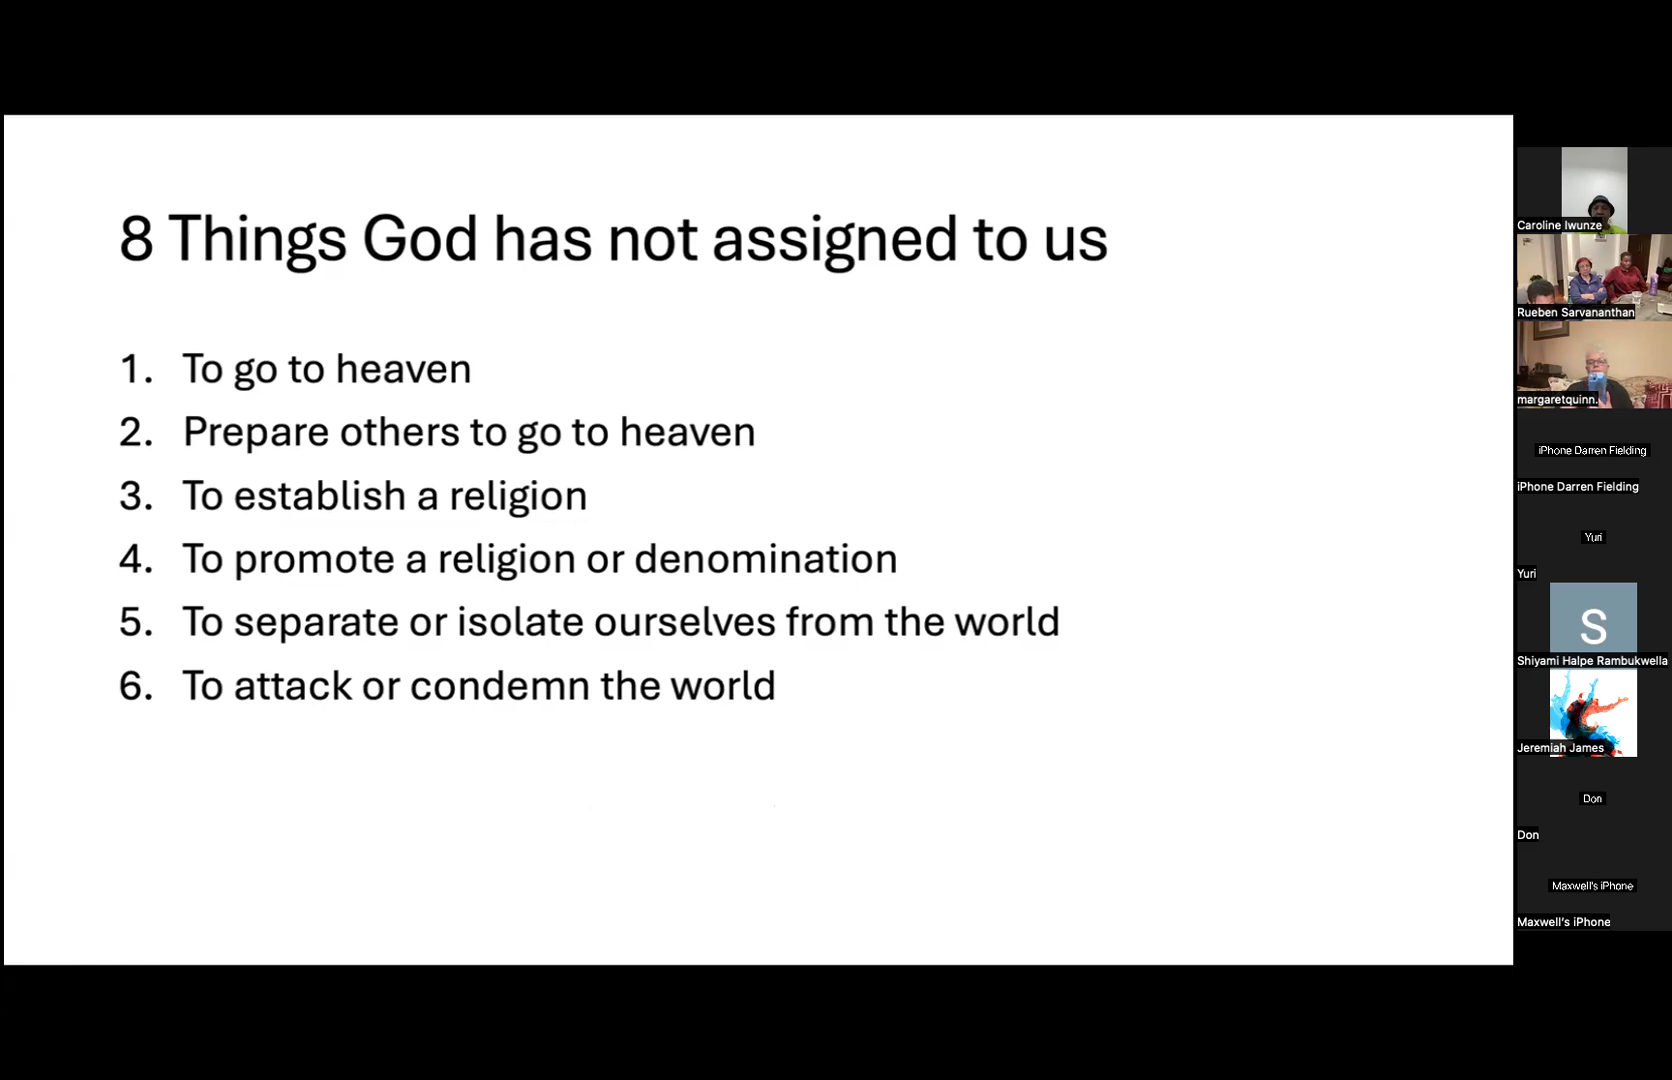 8 Things God has not assigned to us
1. To go to heaven
2. Prepare others to go to heaven
3. To establish a religion
4. To promote a religion or denomination
5. To separate or isolate ourselves from the world
6. To attack or condemn the world
Caroline Iwunze
Rueben Sarvananthan
margaretquinn.
iPhone Darren Fielding
iPhone Darren Fielding
Yuri
Yuri
S
Shiyami Halpe Rambukwella
Jeremiah James
Don
Don
Maxwell's iPhone
Maxwell's iPhone